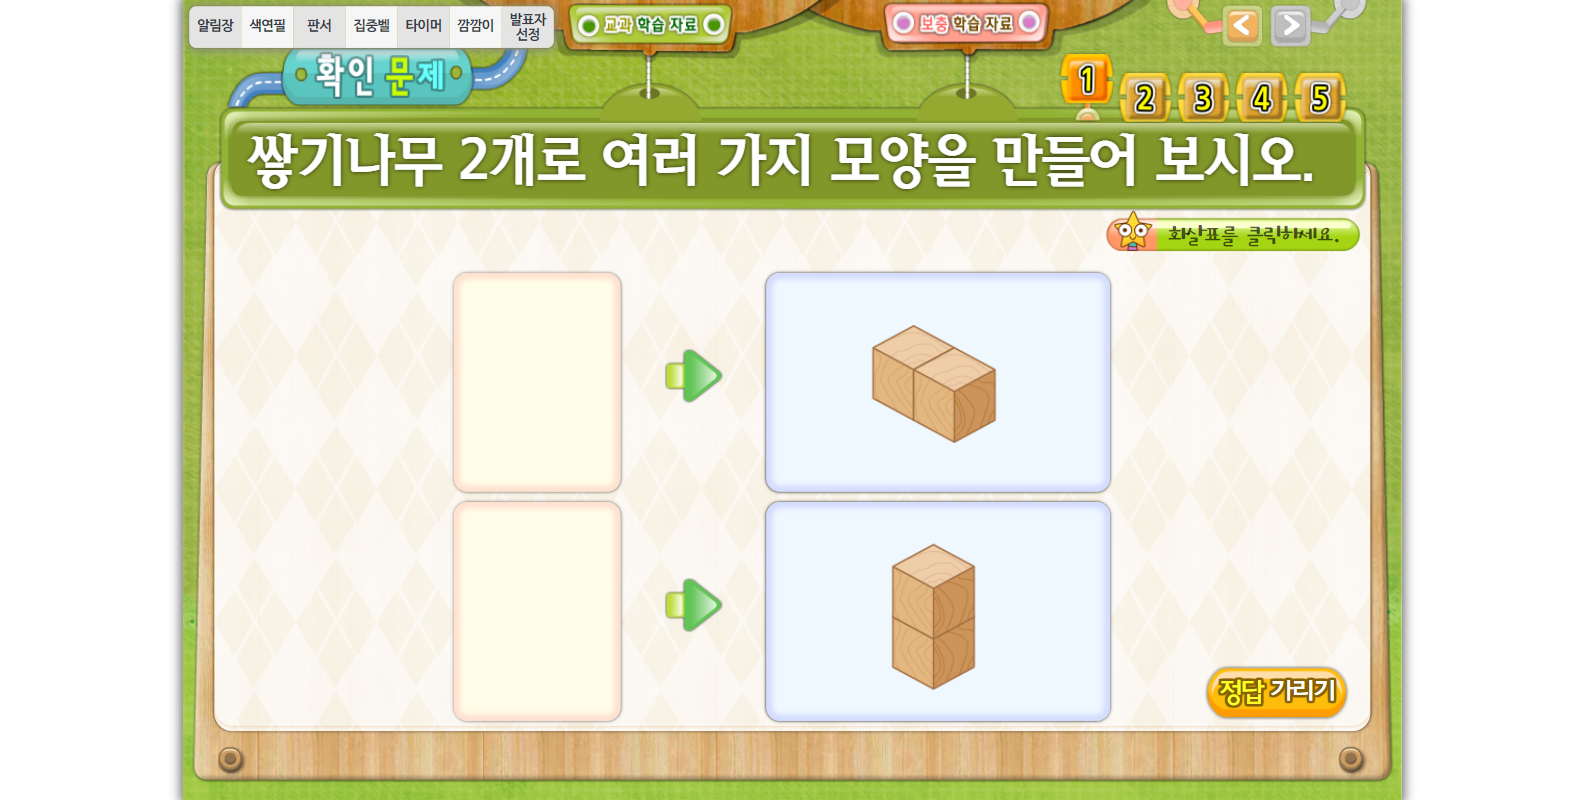 알림장 색연필 판서 집중벨 타이머 깜깜이 발표자
선정
교과 학습 자료 보충 학습 자료
확인 문제
1 2 3 4 5
쌓기나무 2개로 여러 가지 모양을 만들어 보시오.
화살표를 클릭하세요.
정답 가리기